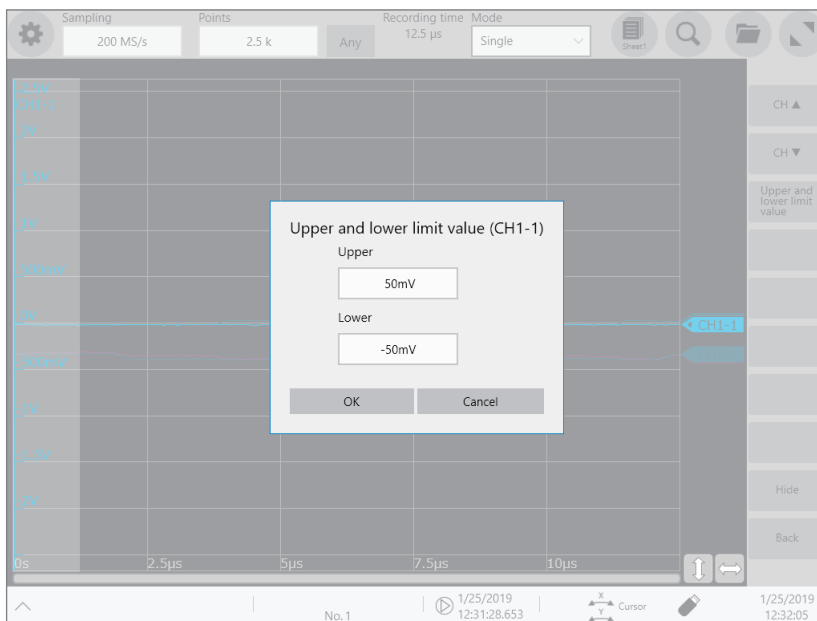 Sampling
Points
Recording time
Mode
200 MS/s
2.5 k
Any
12.5 µs
Single
Sheet1
CH ▲
CH ▼
Upper and
lower limit
value
Hide
Back
Upper and lower limit value (CH1-1)
Upper
50mV
Lower
-50mV
OK
Cancel
CH1-1
0s
2.5µs
5µs
7.5µs
10µs
No. 1
1/25/2019
12:31:28.653
X
Y
Cursor
1/25/2019
12:32:05